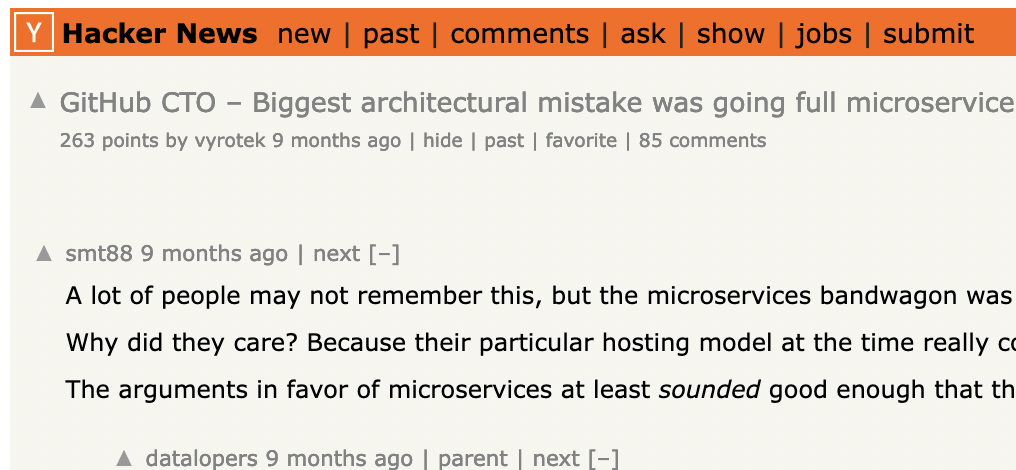 Y Hacker News new | past | comments | ask | show | jobs | submit
▲ GitHub CTO – Biggest architectural mistake was going full microservice
263 points by vyrotek 9 months ago | hide | past | favorite | 85 comments
▲ smt88 9 months ago | next [–]
A lot of people may not remember this, but the microservices bandwagon was
Why did they care? Because their particular hosting model at the time really co
The arguments in favor of microservices at least sounded good enough that th
▲ datalopers 9 months ago | parent | next [–]